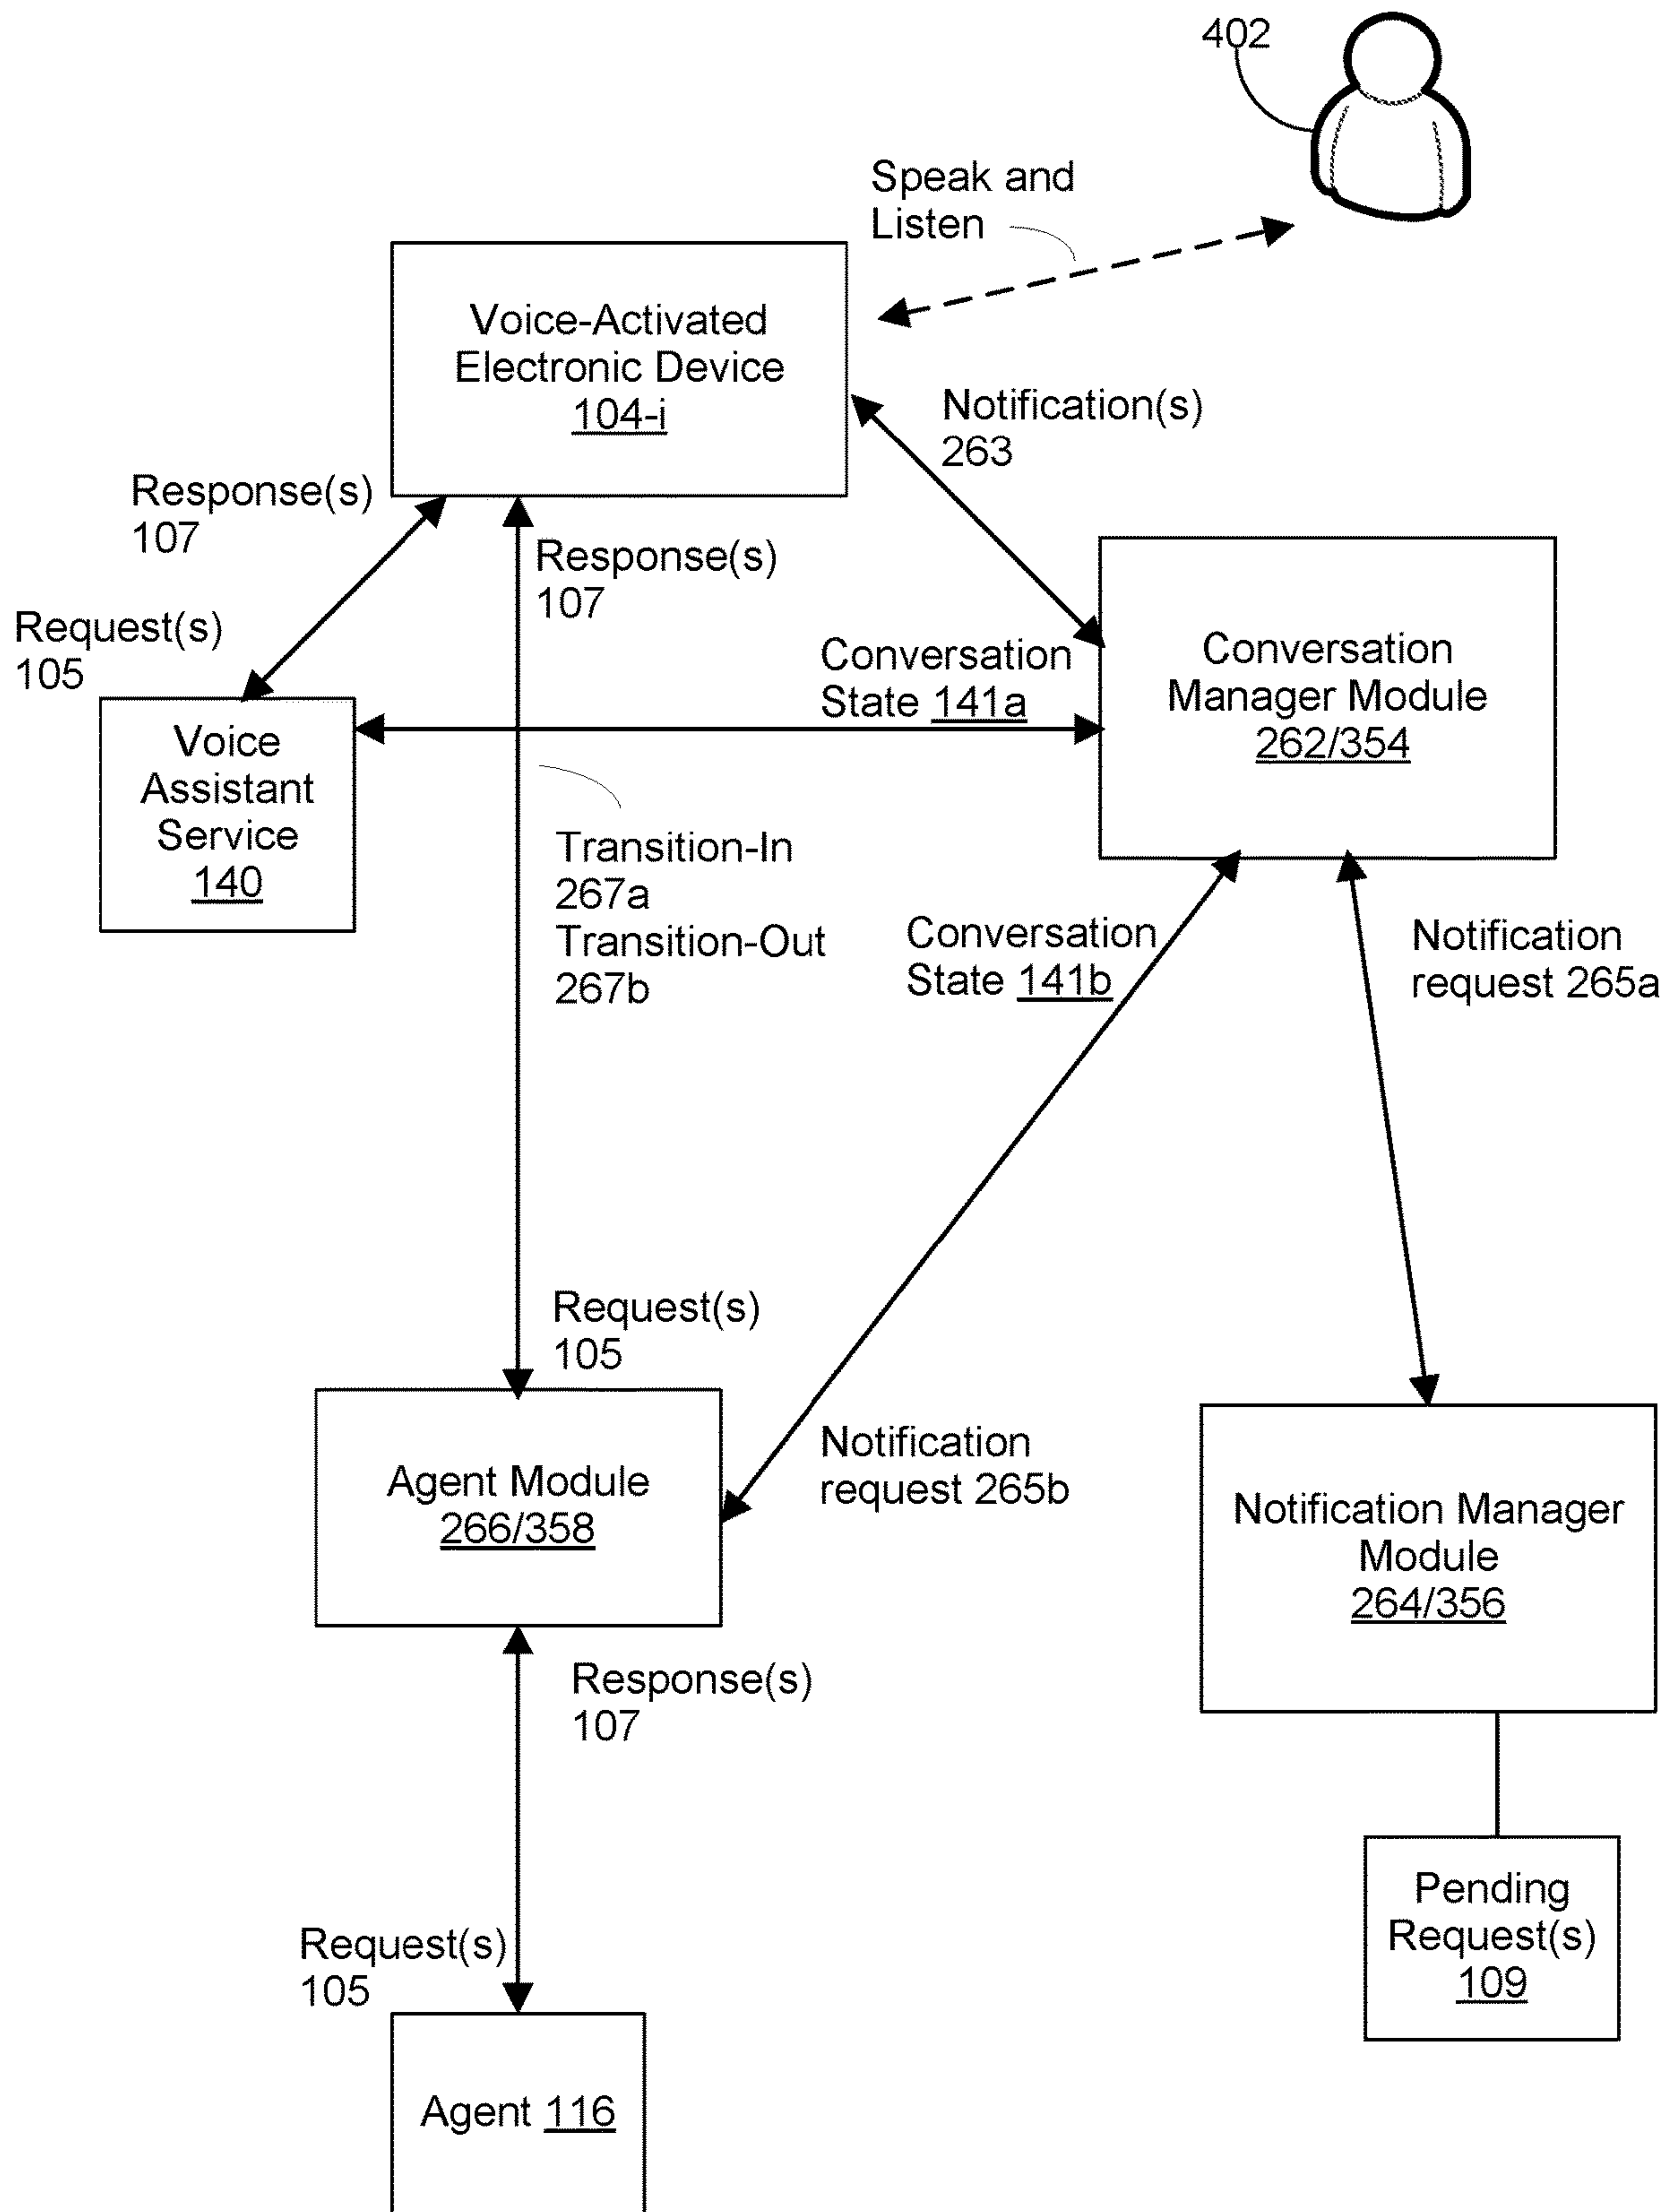 402
Speak and
Listen
Voice-Activated
Electronic Device
104-i
Notification(s)
263
Response(s)
107
Response(s)
107
Request(s)
105
Conversation
State 141a
Conversation
Manager Module
262/354
Voice
Assistant
Service
140
Transition-In
267a
Transition-Out
267b
Conversation
State 141b
Notification
request 265a
Request(s)
105
Notification
request 265b
Agent Module
266/358
Notification Manager
Module
264/356
Response(s)
107
Pending
Request(s)
109
Request(s)
105
Agent 116